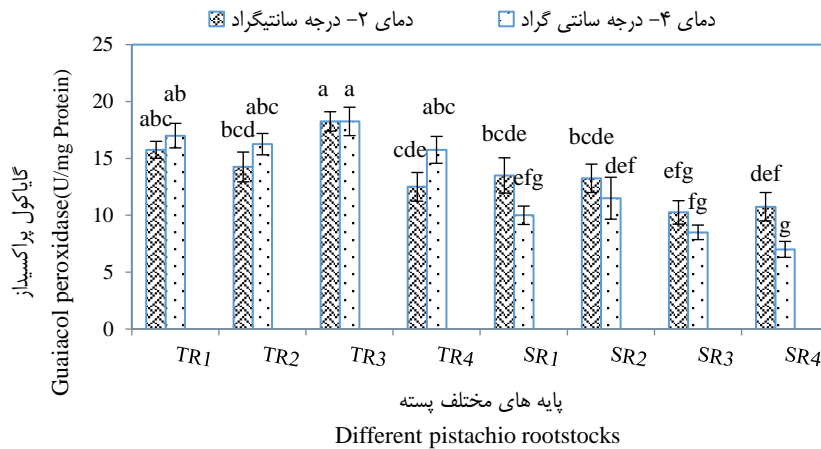 دمای ۲- درجه سانتیگراد دمای ۴- درجه سانتی گراد
25
20
15
10
5
0
گایاکول پراکسیداز
Guaiacol peroxidase(U/mg Protein)
abc ab
bcd abc
a a
cde abc
bcde efg
bcde def
efg fg
def g
TR1 TR2 TR3 TR4 SR1 SR2 SR3 SR4
پایه های مختلف پسته
Different pistachio rootstocks